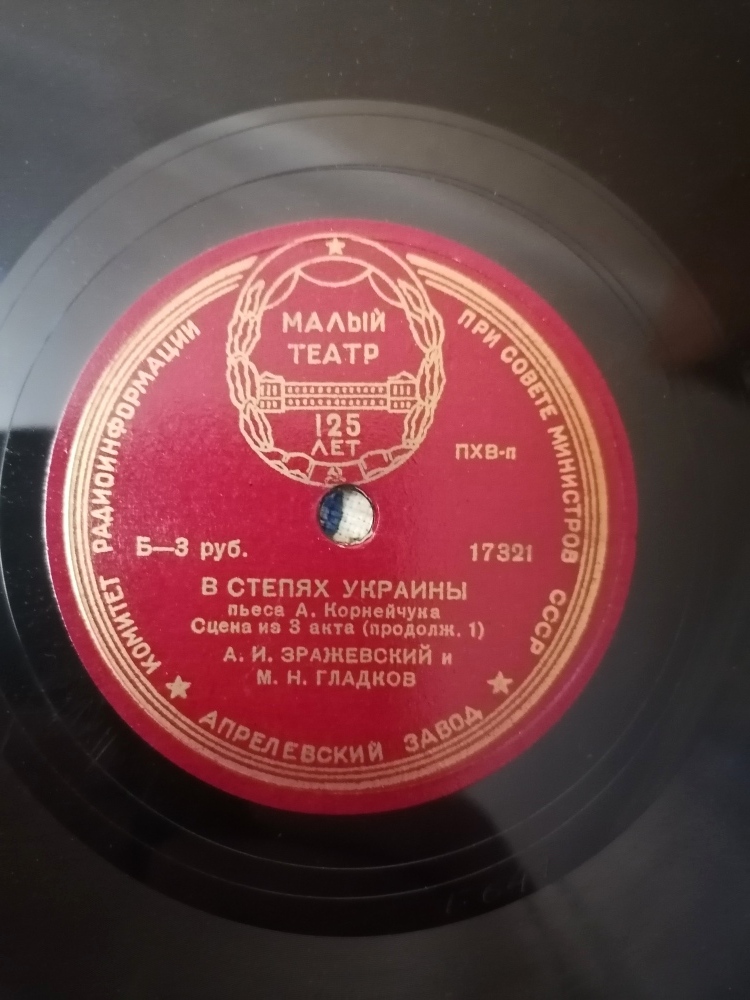 МАЛЫЙ
ТЕАТР
125
ЛЕТ
КОМИТЕТ РАДИОИНФОРМАЦИИ ПРИ СОВЕТЕ МИНИСТРОВ СССР
ПХВ-п
Б—3 руб. 17321
В СТЕПЯХ УКРАИНЫ
пьеса А. Корнейчука
Сцена из 3 акта (продолж. 1)
А. И. ЗРАЖЕВСКИЙ и
М. Н. ГЛАДКОВ
АПРЕЛЕВСКИЙ ЗАВОД